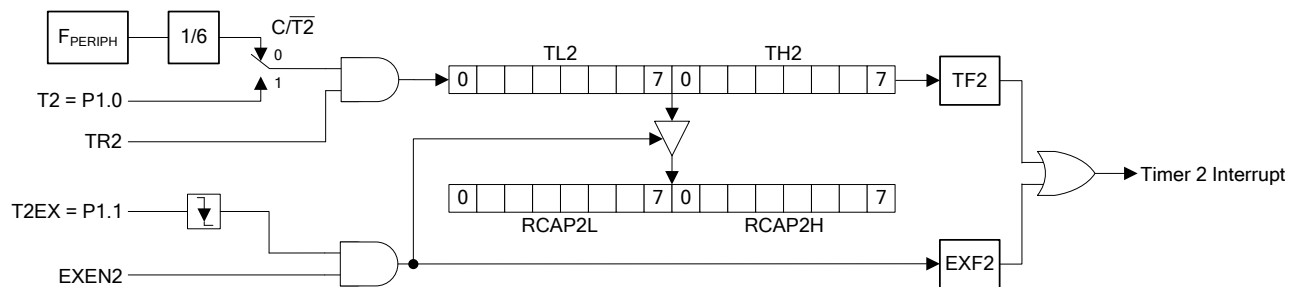 C/T2
F_PERIPH
1/6
0
1
TL2
TH2
0 7 0 7
TF2
T2 = P1.0
TR2
Timer 2 Interrupt
T2EX = P1.1
0 7 0 7
RCAP2L
RCAP2H
EXEN2
EXF2